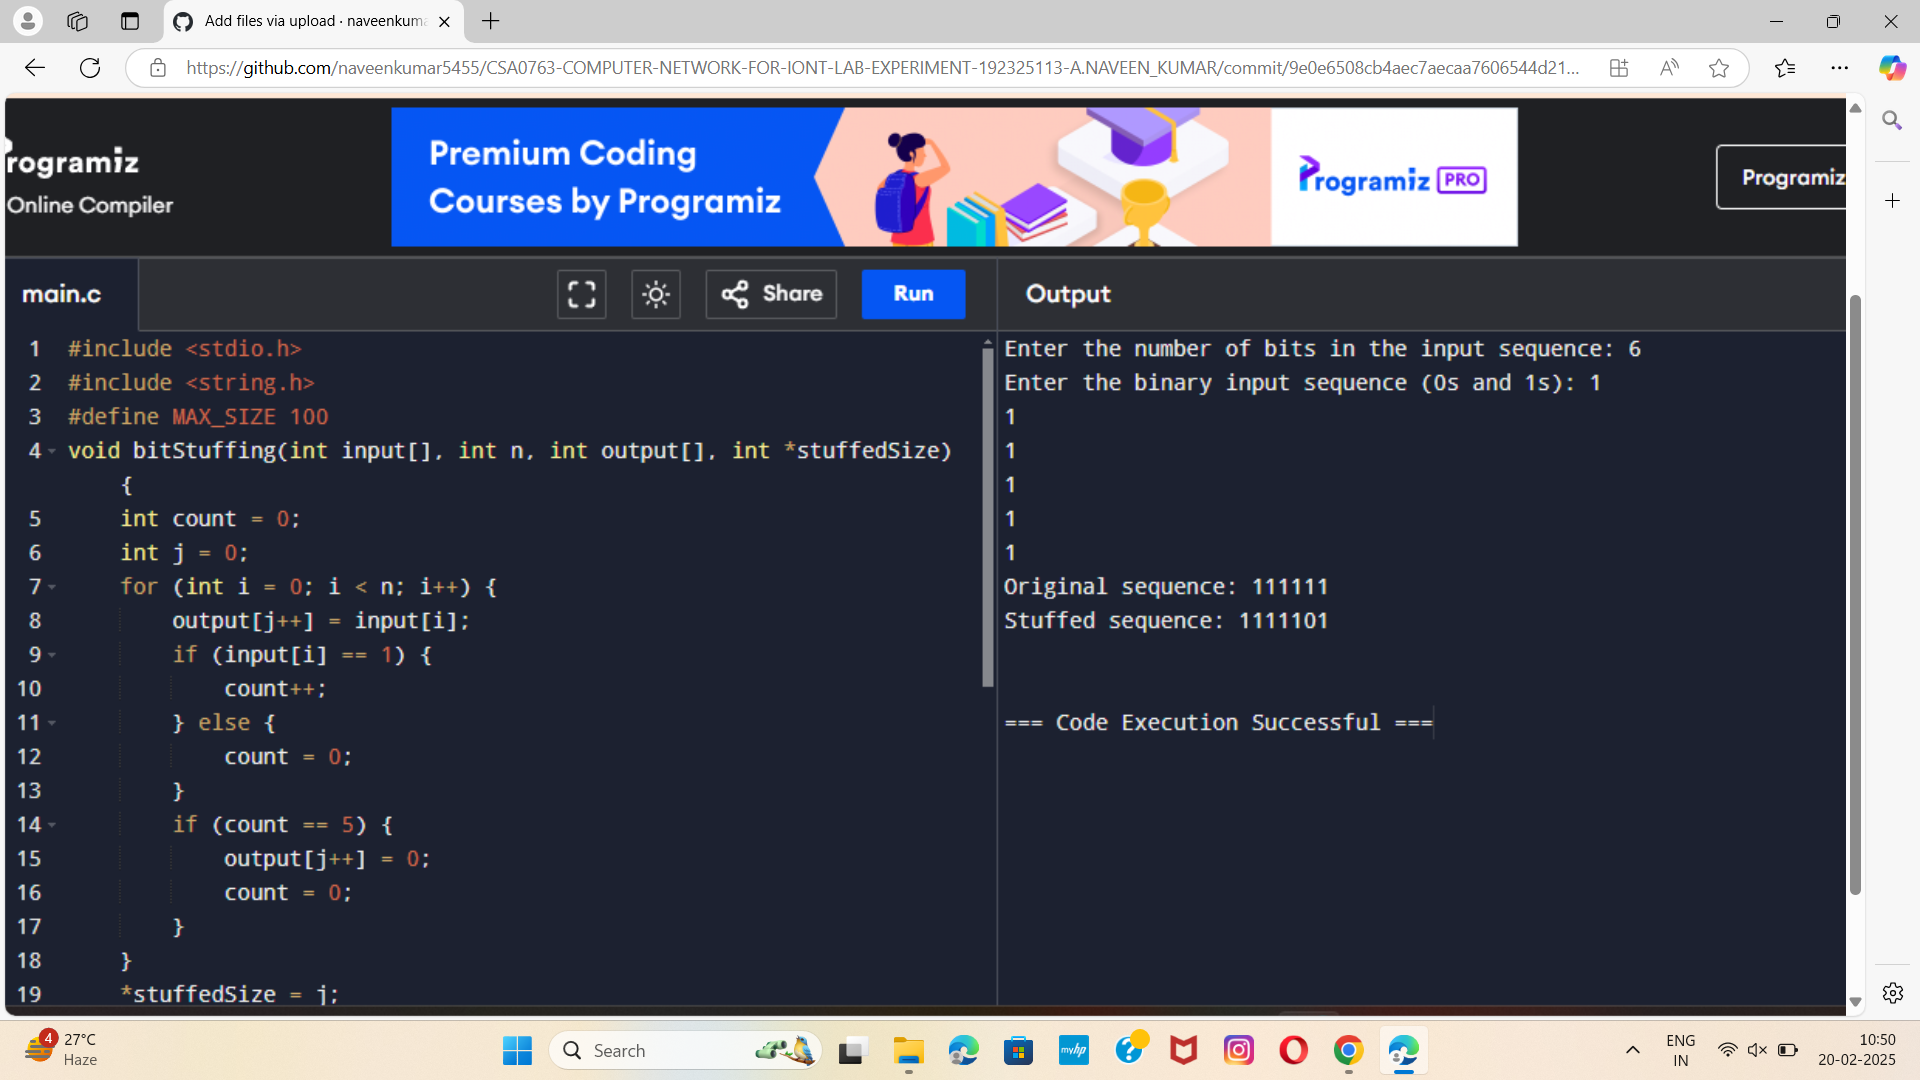 Add files via upload · naveenkuma
https://github.com/naveenkumar5455/CSA0763-COMPUTER-NETWORK-FOR-IONT-LAB-EXPERIMENT-192325113-A.NAVEEN_KUMAR/commit/9e0e6508cb4aec7aecaa7606544d21...
Programiz
Online Compiler
Premium Coding
Courses by Programiz
Programiz PRO
Programiz
main.c
Share
Run
Output
1 #include <stdio.h>
2 #include <string.h>
3 #define MAX_SIZE 100
4 void bitStuffing(int input[], int n, int output[], int *stuffedSize)
{
5 int count = 0;
6 int j = 0;
7 for (int i = 0; i < n; i++) {
8 output[j++] = input[i];
9 if (input[i] == 1) {
10 count++;
11 } else {
12 count = 0;
13 }
14 if (count == 5) {
15 output[j++] = 0;
16 count = 0;
17 }
18 }
19 *stuffedSize = j;
Enter the number of bits in the input sequence: 6
Enter the binary input sequence (0s and 1s): 1
1
1
1
1
1
Original sequence: 111111
Stuffed sequence: 1111101
=== Code Execution Successful ===
4
27°C
Haze
Search
myhp
ENG
IN
10:50
20-02-2025